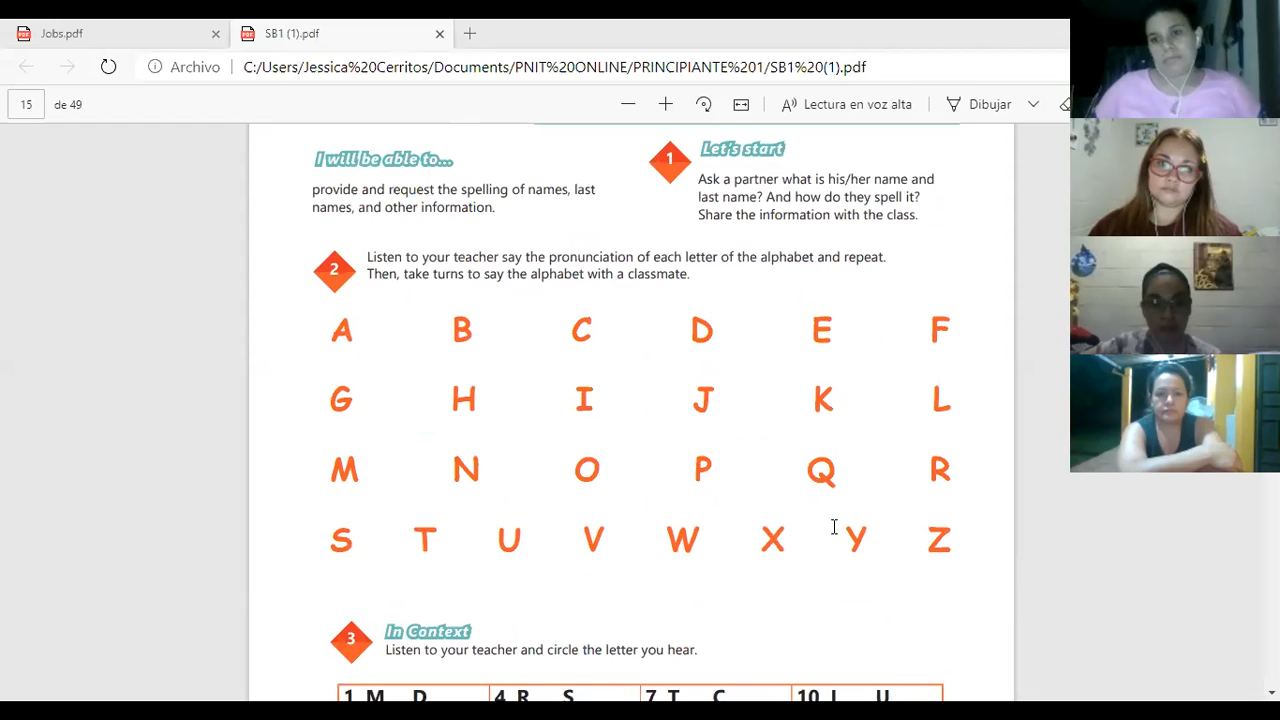 Jobs.pdf
SB1 (1).pdf
Archivo C:/Users/Jessica%20Cerritos/Documents/PNIT%20ONLINE/PRINCIPIANTE%201/SB1%20(1).pdf
15 de 49
Lectura en voz alta
Dibujar
I will be able to...
provide and request the spelling of names, last
names, and other information.
1 Let's start
Ask a partner what is his/her name and
last name? And how do they spell it?
Share the information with the class.
2 Listen to your teacher say the pronunciation of each letter of the alphabet and repeat.
Then, take turns to say the alphabet with a classmate.
A B C D E F
G H I J K L
M N O P Q R
S T U V W X Y Z
3 In Context
Listen to your teacher and circle the letter you hear.
1 M D 4 R S 7 T C 10 U